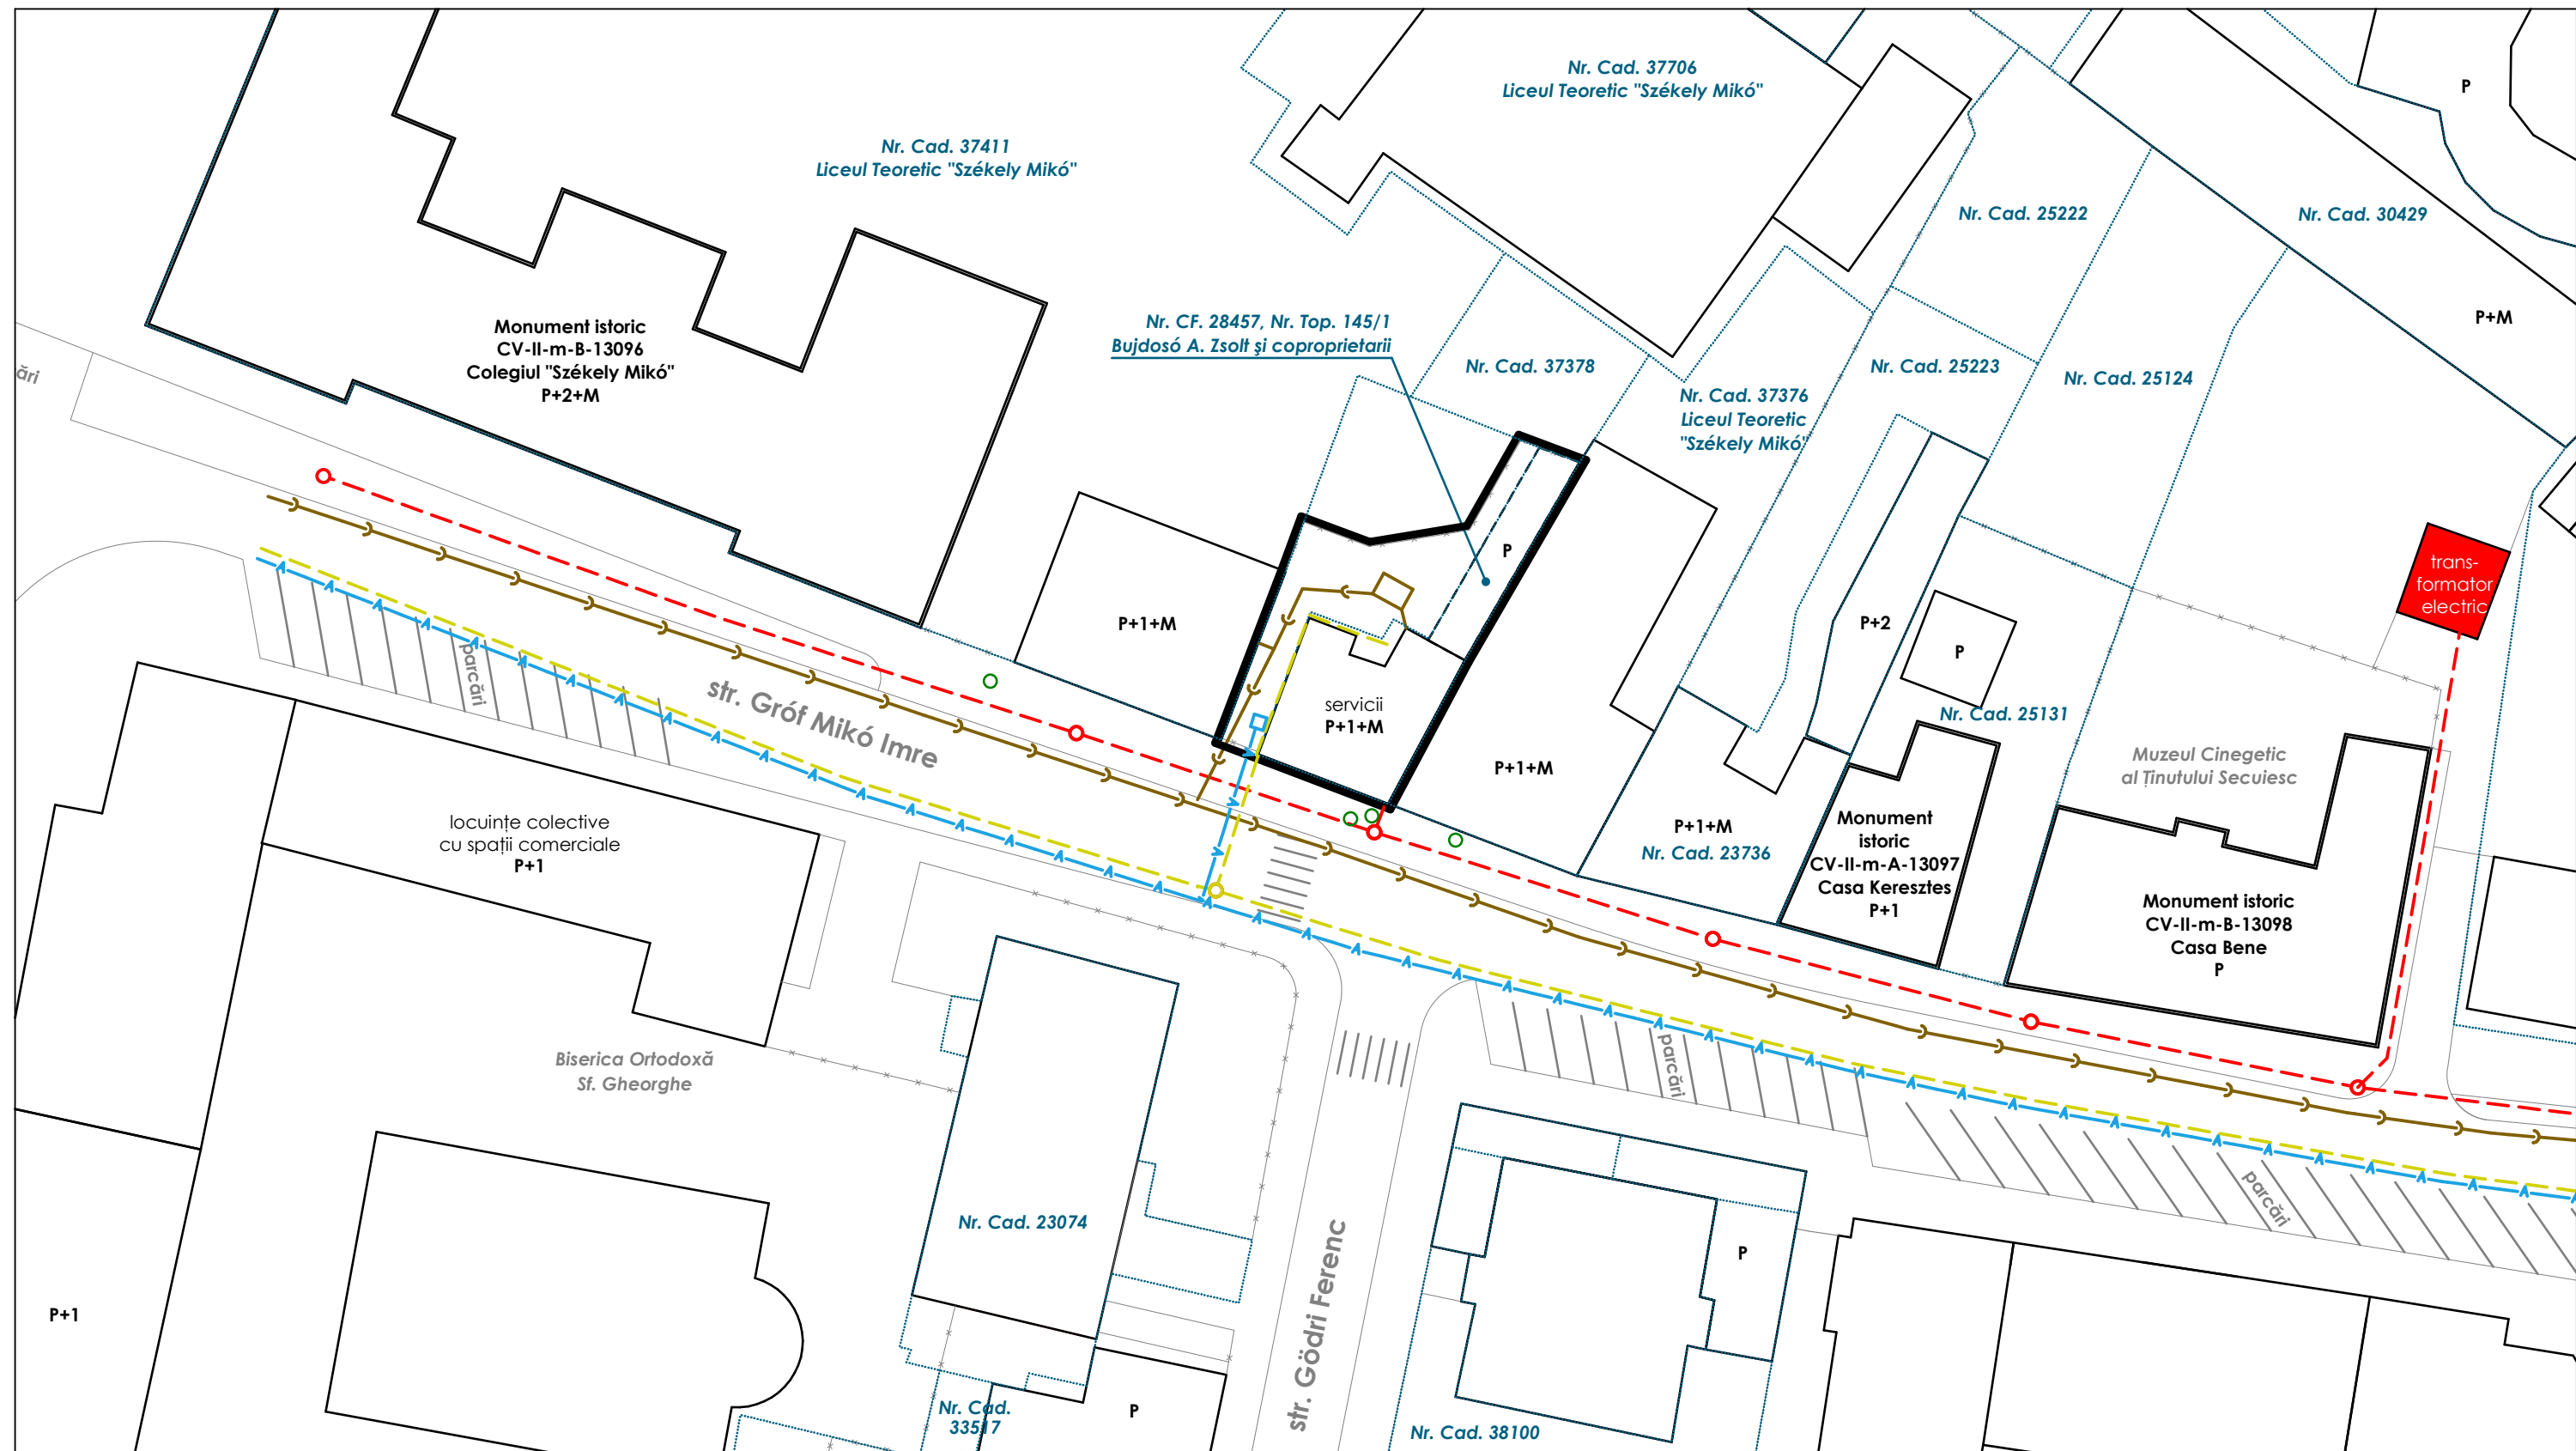 Nr. Cad. 37706
Liceul Teoretic "Székely Mikó"
P
Nr. Cad. 37411
Liceul Teoretic "Székely Mikó"
Nr. Cad. 25222
Nr. Cad. 30429
Monument istoric
CV-II-m-B-13096
Colegiul "Székely Mikó"
P+2+M
Nr. CF. 28457, Nr. Top. 145/1
Bujdosó A. Zsolt şi coproprietarii
P+M
Nr. Cad. 37378
Nr. Cad. 25223
Nr. Cad. 25124
ări
Nr. Cad. 37376
Liceul Teoretic
"Székely Mikó"
P
trans-
formator
electric
P+1+M
P+2
P
parcări
str. Gróf Mikó Imre
servicii
P+1+M
Nr. Cad. 25131
Muzeul Cinegetic
al Ținutului Secuiesc
P+1+M
locuințe colective
cu spații comerciale
P+1
P+1+M
Nr. Cad. 23736
Monument
istoric
CV-II-m-A-13097
Casa Keresztes
P+1
Monument istoric
CV-II-m-B-13098
Casa Bene
P
Biserica Ortodoxă
Sf. Gheorghe
parcări
parcări
Nr. Cad. 23074
str. Gödri Ferenc
P
P+1
Nr. Cad.
33517
P
Nr. Cad. 38100